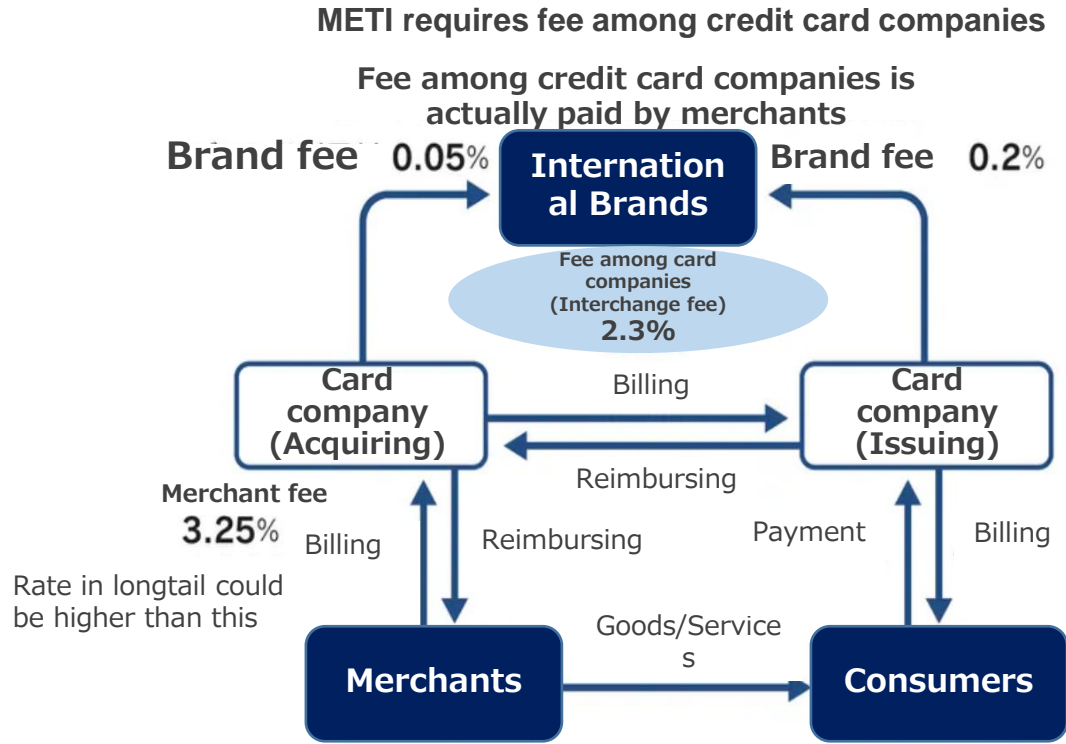 METI requires fee among credit card companies
Fee among credit card companies is
actually paid by merchants
Brand fee 0.05%
Internation
al Brands
Brand fee 0.2%
Fee among card
companies
(Interchange fee)
2.3%
Card
company
(Acquiring)
Billing
Card
company
(Issuing)
Reimbursing
Merchant fee
3.25%
Billing
Reimbursing
Payment
Billing
Rate in longtail could
be higher than this
Goods/Service
s
Merchants
Consumers